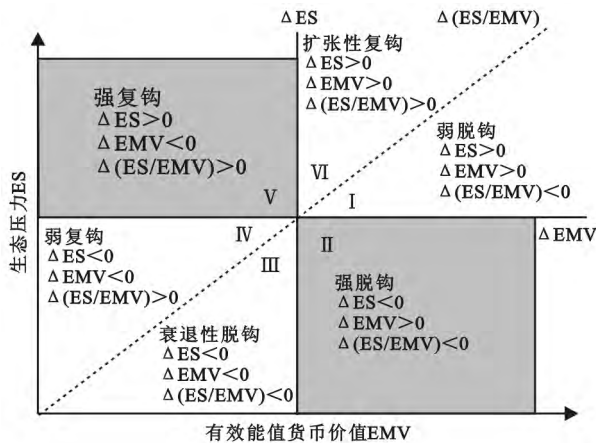 ΔES
Δ(ES/EMV)
扩张性复钩
ΔES>0
ΔEMV>0
Δ(ES/EMV)>0
强复钩
ΔES>0
ΔEMV<0
Δ(ES/EMV)>0
弱脱钩
ΔES>0
ΔEMV>0
Δ(ES/EMV)<0
Ⅵ
Ⅰ
Ⅴ
生态压力ES
Ⅳ
Ⅲ
Ⅱ
ΔEMV
弱复钩
ΔES<0
ΔEMV<0
Δ(ES/EMV)>0
强脱钩
ΔES<0
ΔEMV>0
Δ(ES/EMV)<0
衰退性脱钩
ΔES<0
ΔEMV<0
Δ(ES/EMV)<0
有效能值货币价值EMV